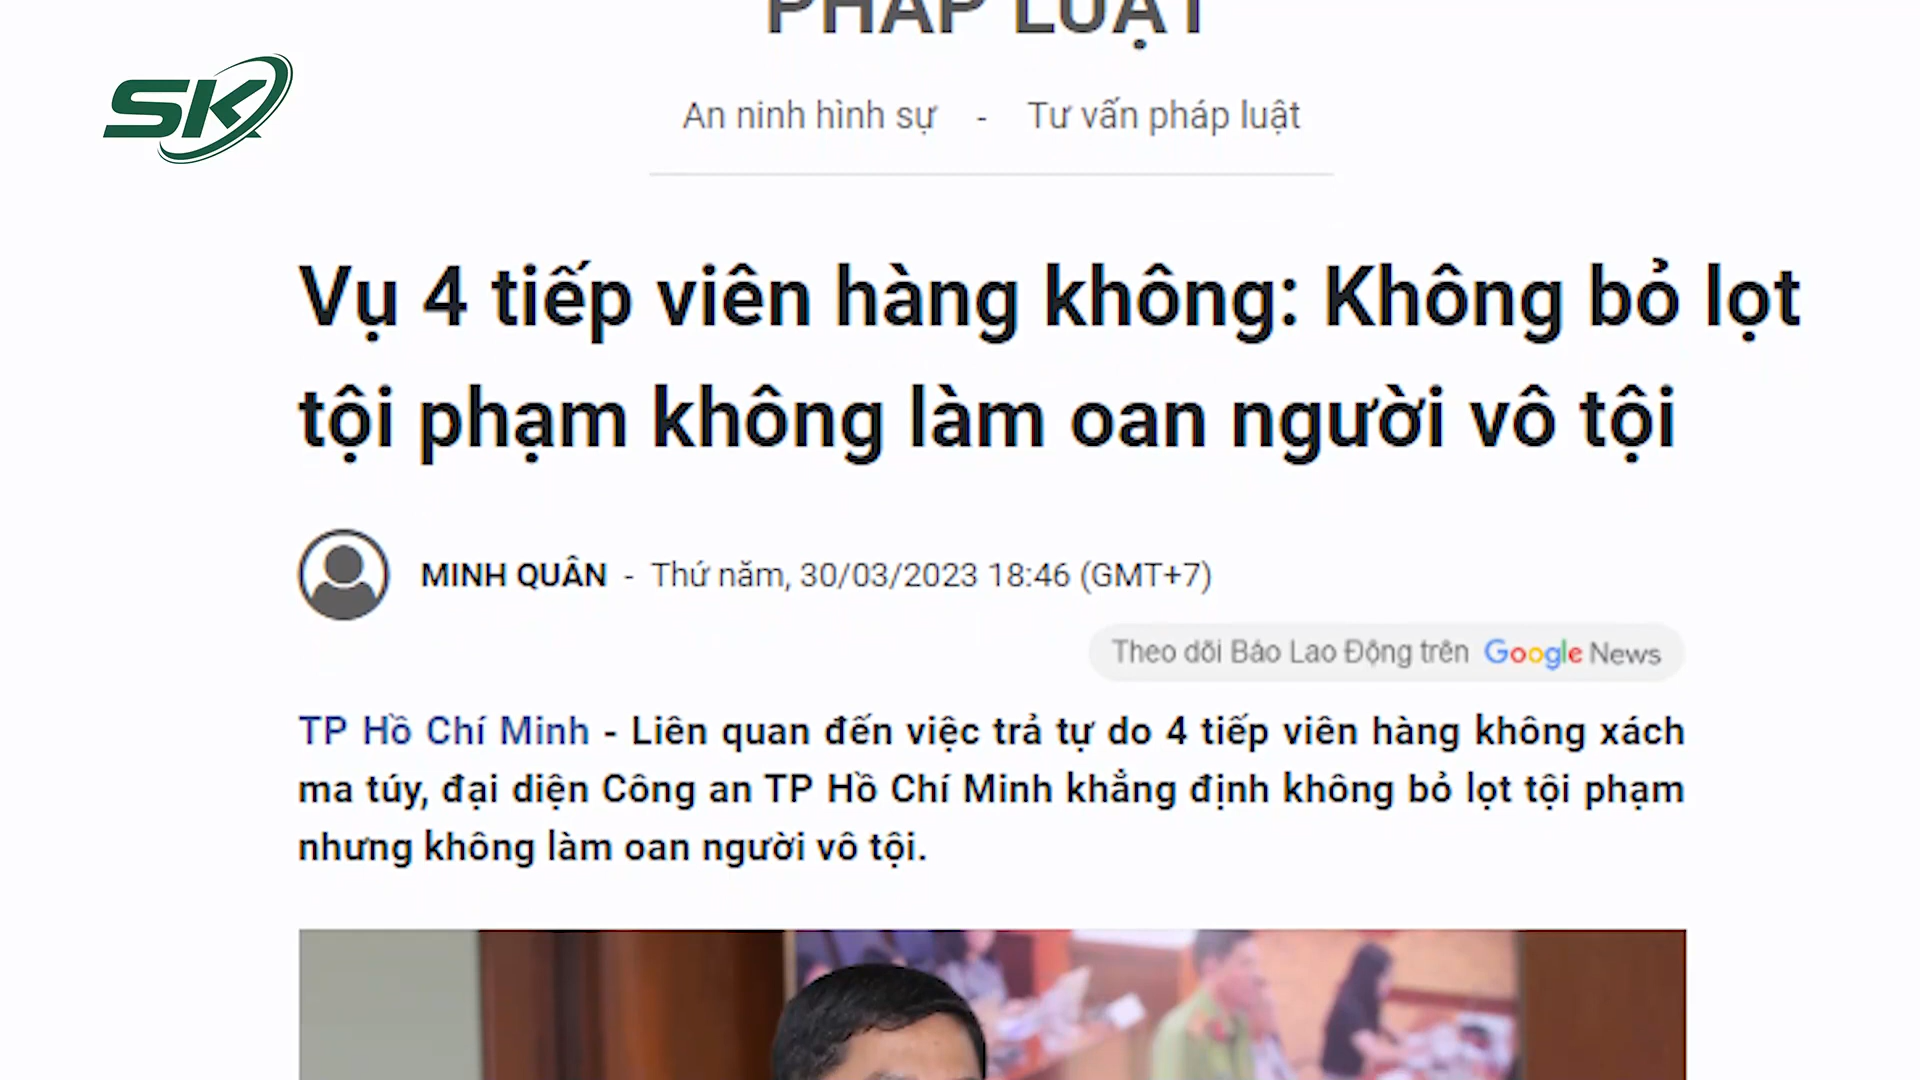 PHÁP LUẬT
SK
An ninh hình sự - Tư vấn pháp luật
Vụ 4 tiếp viên hàng không: Không bỏ lọt
tội phạm không làm oan người vô tội
MINH QUÂN - Thứ năm, 30/03/2023 18:46 (GMT+7)
Theo dõi Báo Lao Động trên Google News
TP Hồ Chí Minh - Liên quan đến việc trả tự do 4 tiếp viên hàng không xách
ma túy, đại diện Công an TP Hồ Chí Minh khẳng định không bỏ lọt tội phạm
nhưng không làm oan người vô tội.